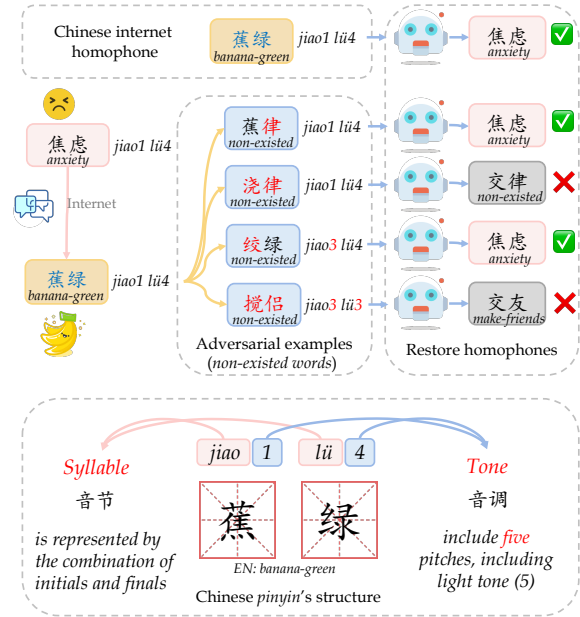 Chinese internet
homophone
蕉绿
banana-green
jiao1 lü4
焦虑
anxiety
焦虑
anxiety
jiao1 lü4
Internet
蕉绿
banana-green
jiao1 lü4
蕉律
non-existed
jiao1 lü4
焦虑
anxiety
浇律
non-existed
jiao1 lü4
交律
non-existed
绞绿
non-existed
jiao3 lü4
焦虑
anxiety
搅侣
non-existed
jiao3 lü3
交友
make-friends
Adversarial examples
(non-existed words)
Restore homophones
jiao 1 lü 4
Syllable
音节
is represented by
the combination of
initials and finals
蕉 绿
EN: banana-green
Chinese pinyin's structure
Tone
音调
include five
pitches, including
light tone (5)